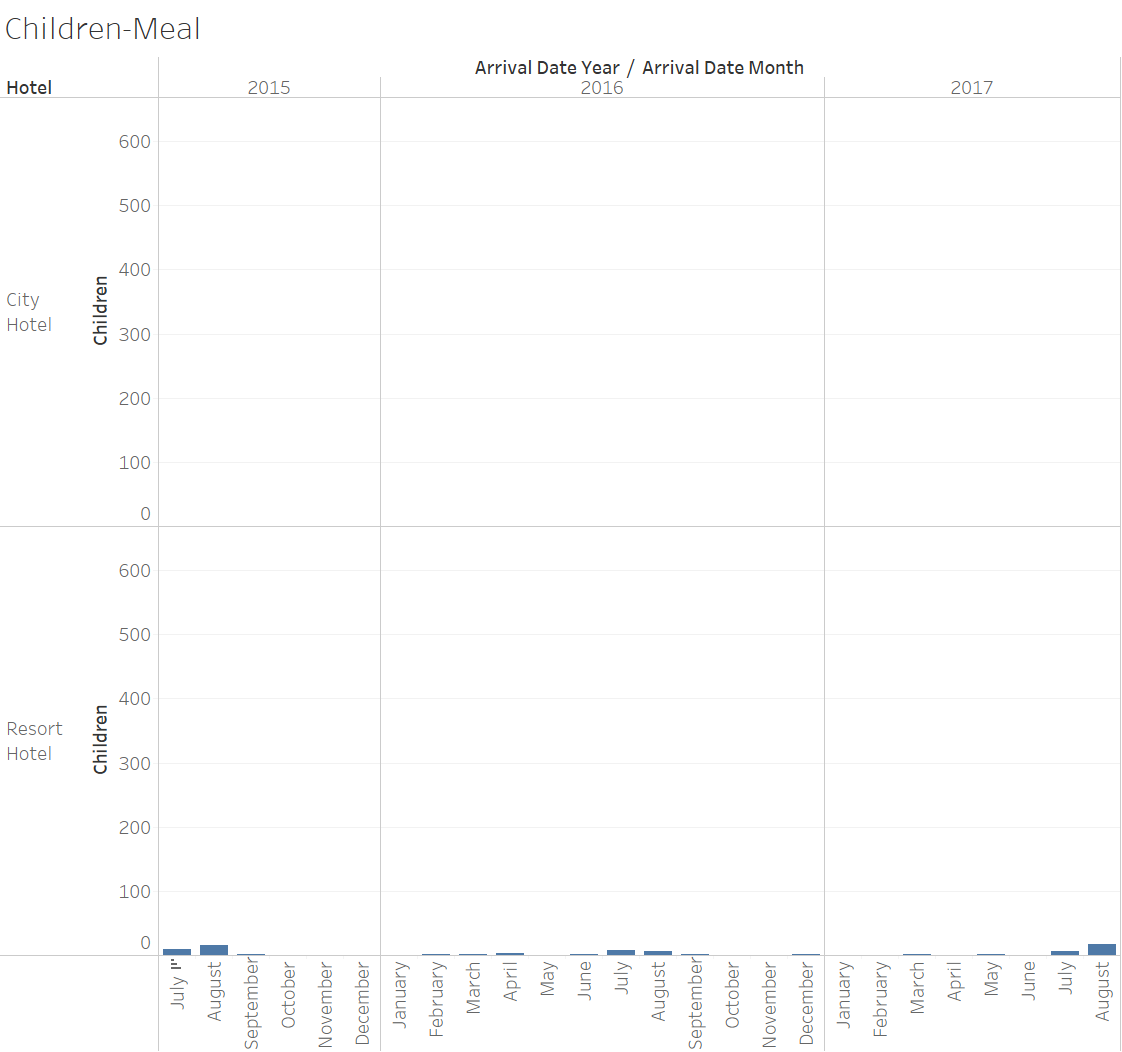 Children-Meal
Arrival Date Year / Arrival Date Month
Hotel
2015
2016
2017
City
Hotel
Children
600
500
400
300
200
100
0
Resort
Hotel
Children
600
500
400
300
200
100
0
July
August
September
October
November
December
January
February
March
April
May
June
July
August
September
October
November
December
January
February
March
April
May
June
July
August